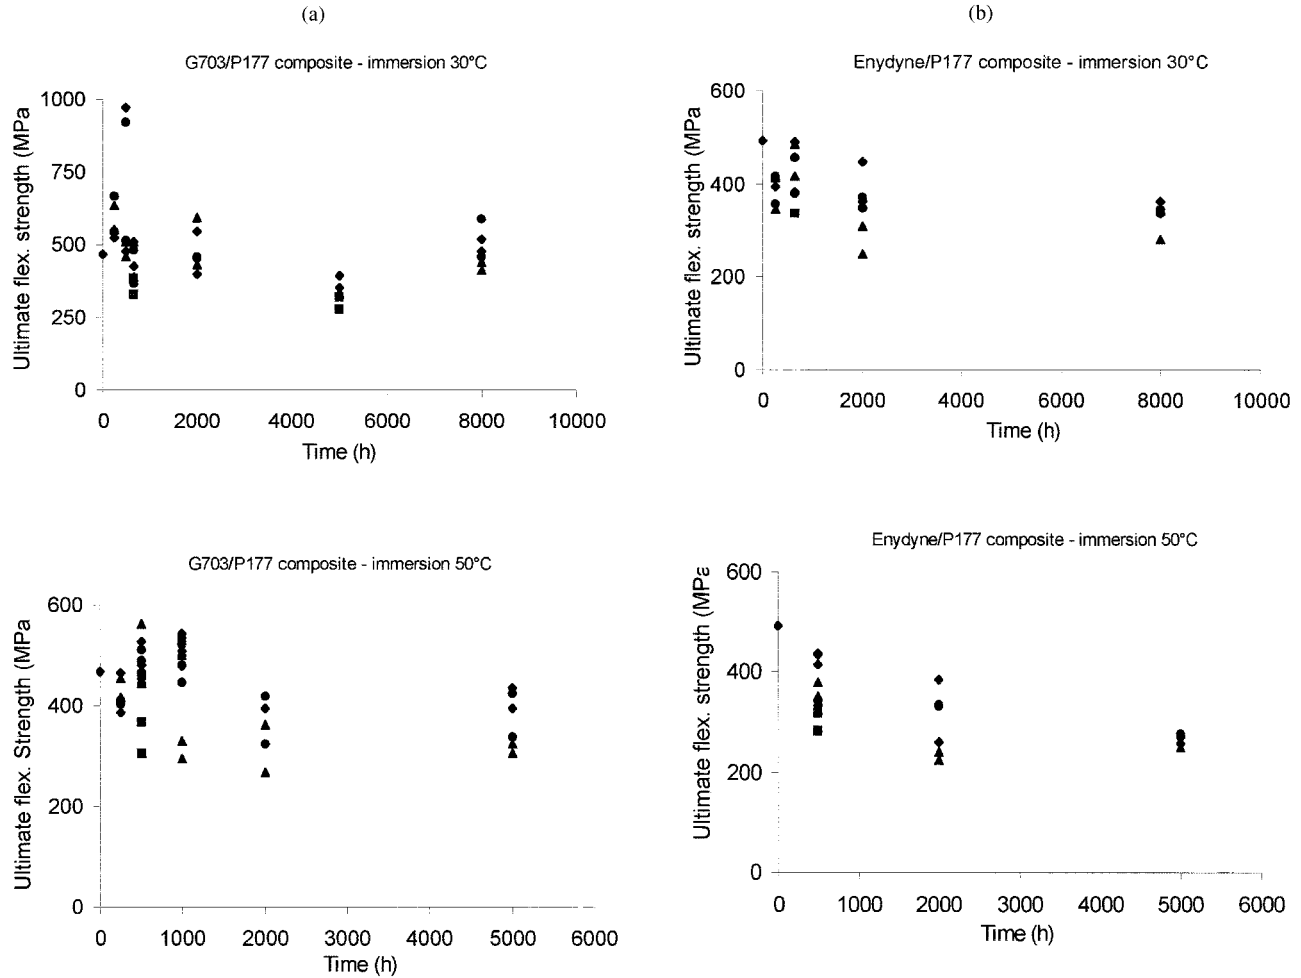 (a)
(b)
G703/P177 composite - immersion 30°C
Ultimate flex. strength (MPa
1000
750
500
250
0
0 2000 4000 6000 8000 10000
Time (h)
Enydyne/P177 composite - immersion 30°C
Ultimate flex. strength (MPa
600
400
200
0
0 2000 4000 6000 8000 10000
Time (h)
G703/P177 composite - immersion 50°C
Ultimate flex. Strength (MPa
600
400
200
0
0 1000 2000 3000 4000 5000 6000
Time (h)
Enydyne/P177 composite - immersion 50°C
Ultimate flex. strength (MPa
600
400
200
0
0 1000 2000 3000 4000 5000 6000
Time (h)